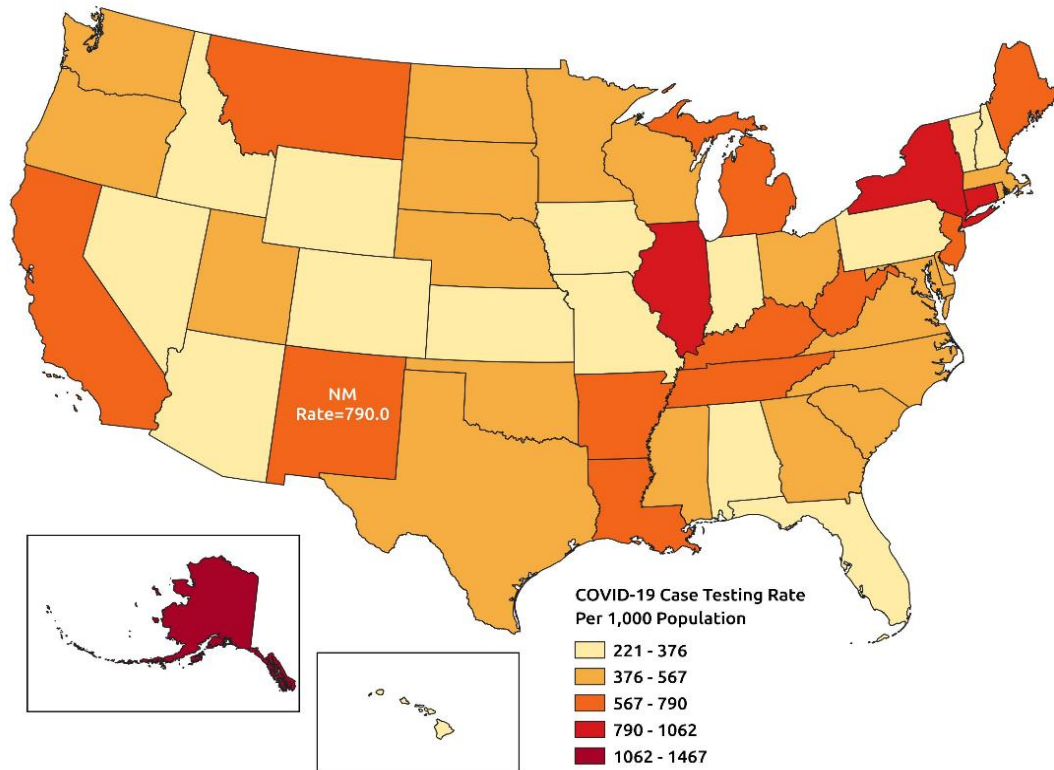 NM
Rate=790.0
COVID-19 Case Testing Rate
Per 1,000 Population
221 - 376
376 - 567
567 - 790
790 - 1062
1062 - 1467